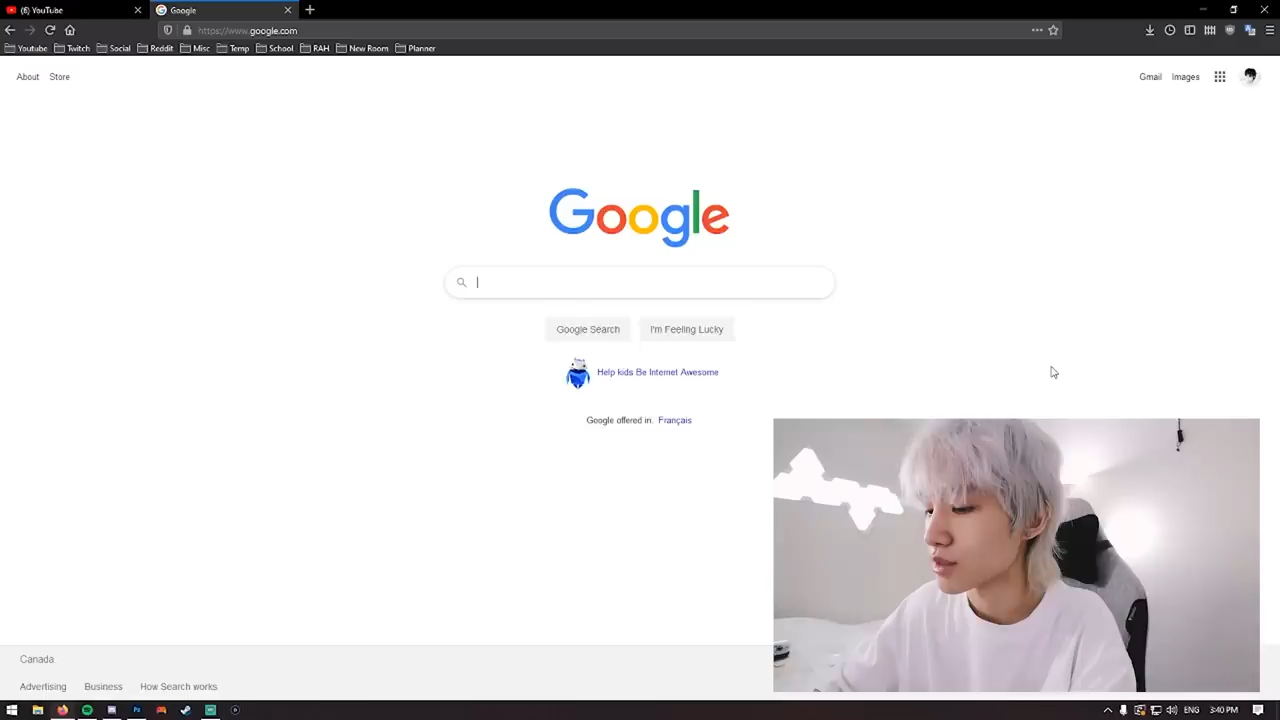 (6) YouTube
Google
https://www.google.com
Youtube Twitch Social Reddit Misc Temp School RAH New Room Planner
About Store
Gmail Images
Google
Google Search I'm Feeling Lucky
Help kids Be Internet Awesome
Google offered in: Français
Canada
Advertising Business How Search works
ENG 3:40 PM